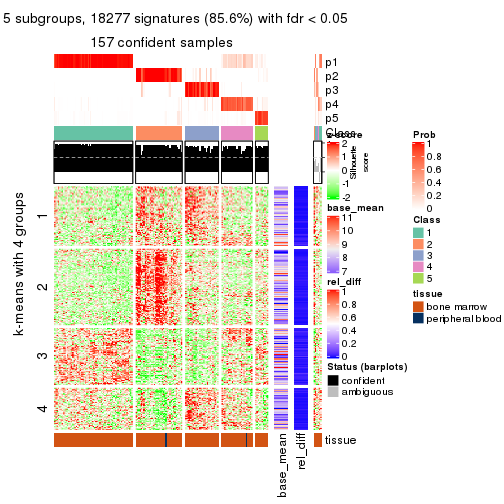 5 subgroups, 18277 signatures (85.6%) with fdr < 0.05
157 confident samples
p1
p2
p3
p4
p5
Class
Silhouette
score
k-means with 4 groups
1
2
3
4
base_mean
rel_diff
tissue
z-score
2
1
0
-1
-2
base_mean
11
10
9
8
7
rel_diff
1
0.8
0.6
0.4
0.2
0
Status (barplots)
confident
ambiguous
Prob
1
0.8
0.6
0.4
0.2
0
Class
1
2
3
4
5
tissue
bone marrow
peripheral blood